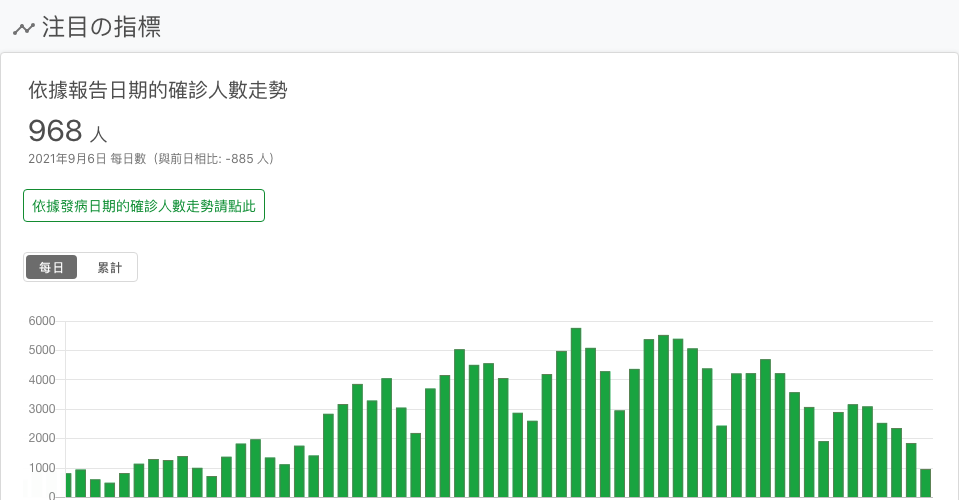 注目の指標
依據報告日期的確診人數走勢
968 人
2021年9月6日 每日數（與前日相比: -885 人）
依據發病日期的確診人數走勢請點此
每日 累計
6000
5000
4000
3000
2000
1000
0